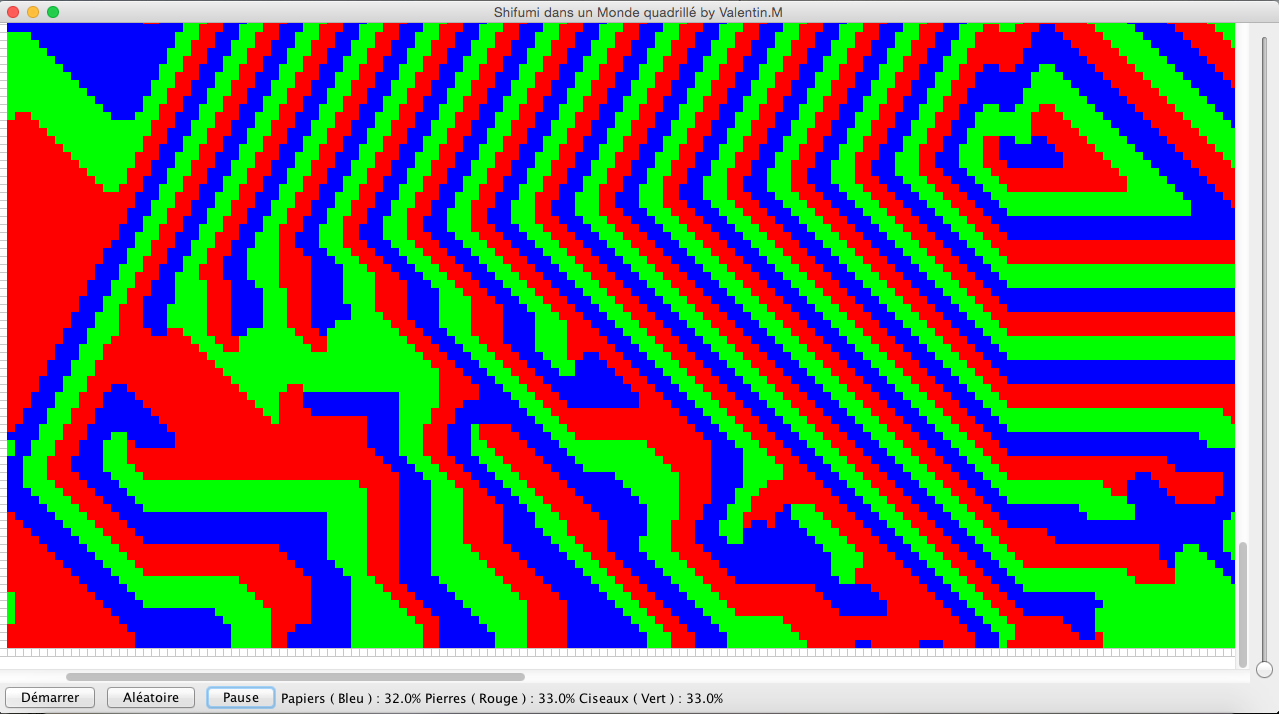 Shifumi dans un Monde quadrillé by Valentin.M
Démarrer Aléatoire Pause Papiers ( Bleu ) : 32.0% Pierres ( Rouge ) : 33.0% Ciseaux ( Vert ) : 33.0%